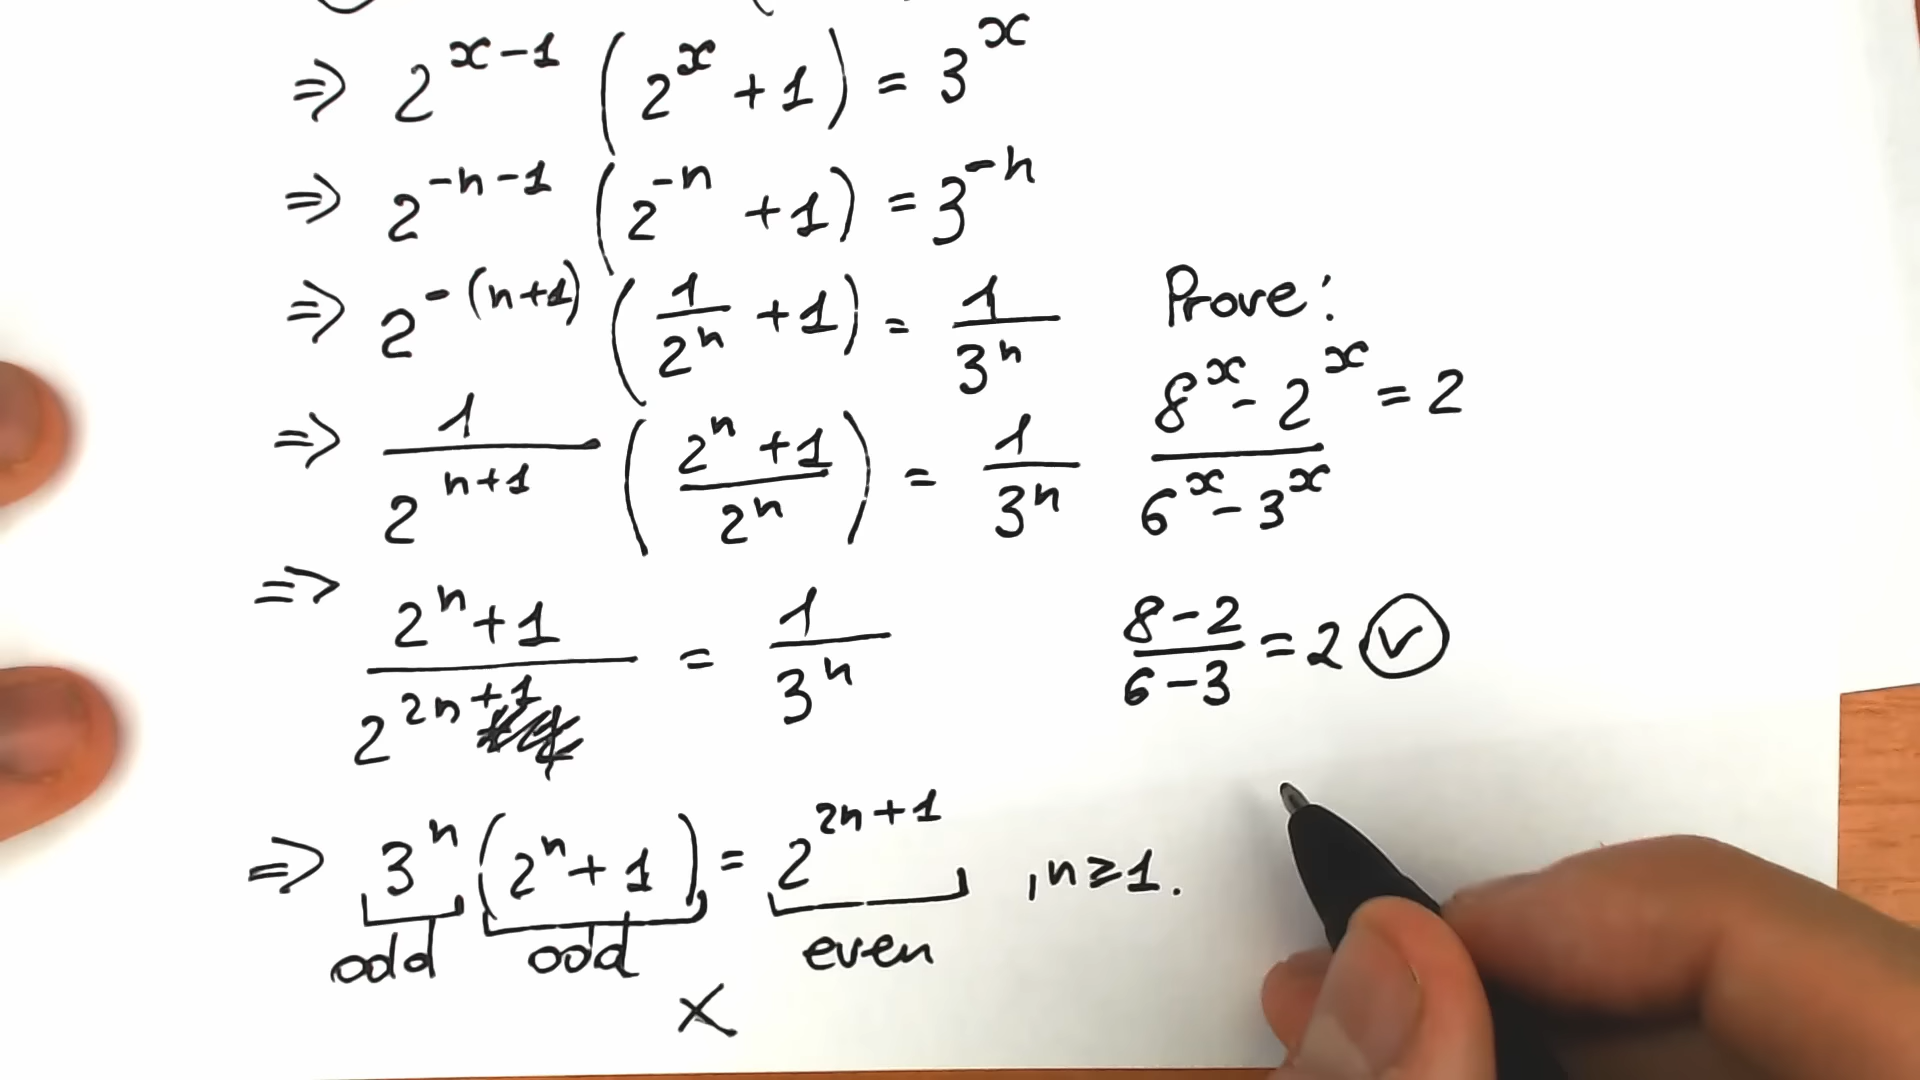 ⇒ 2^{x-1} (2^x + 1) = 3^x
⇒ 2^{-n-1} (2^{-n} + 1) = 3^{-n}
⇒ 2^{-(n+1)} (1/2^n + 1) = 1/3^n
⇒ 1/2^{n+1} ((2^n + 1)/2^n) = 1/3^n
⇒ (2^n + 1)/2^{2n+1} = 1/3^n
⇒ 3^n (2^n + 1) = 2^{2n+1} , n ≥ 1.
odd odd even
X
Prove:
(8^x - 2^x)/(6^x - 3^x) = 2
(8 - 2)/(6 - 3) = 2 ✓